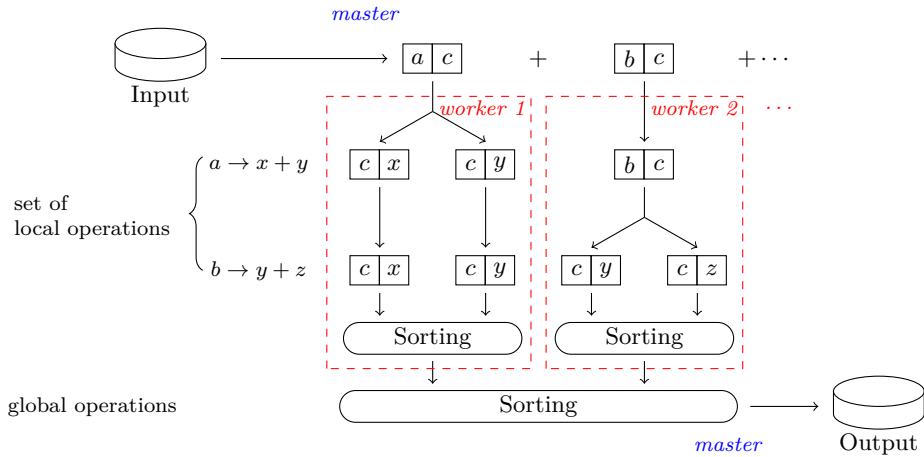 master
a c + b c + ⋯
Input
worker 1 worker 2 ⋯
a → x + y c x c y b c
set of
local operations
b → y + z c x c y c y c z
Sorting Sorting
global operations Sorting
master Output